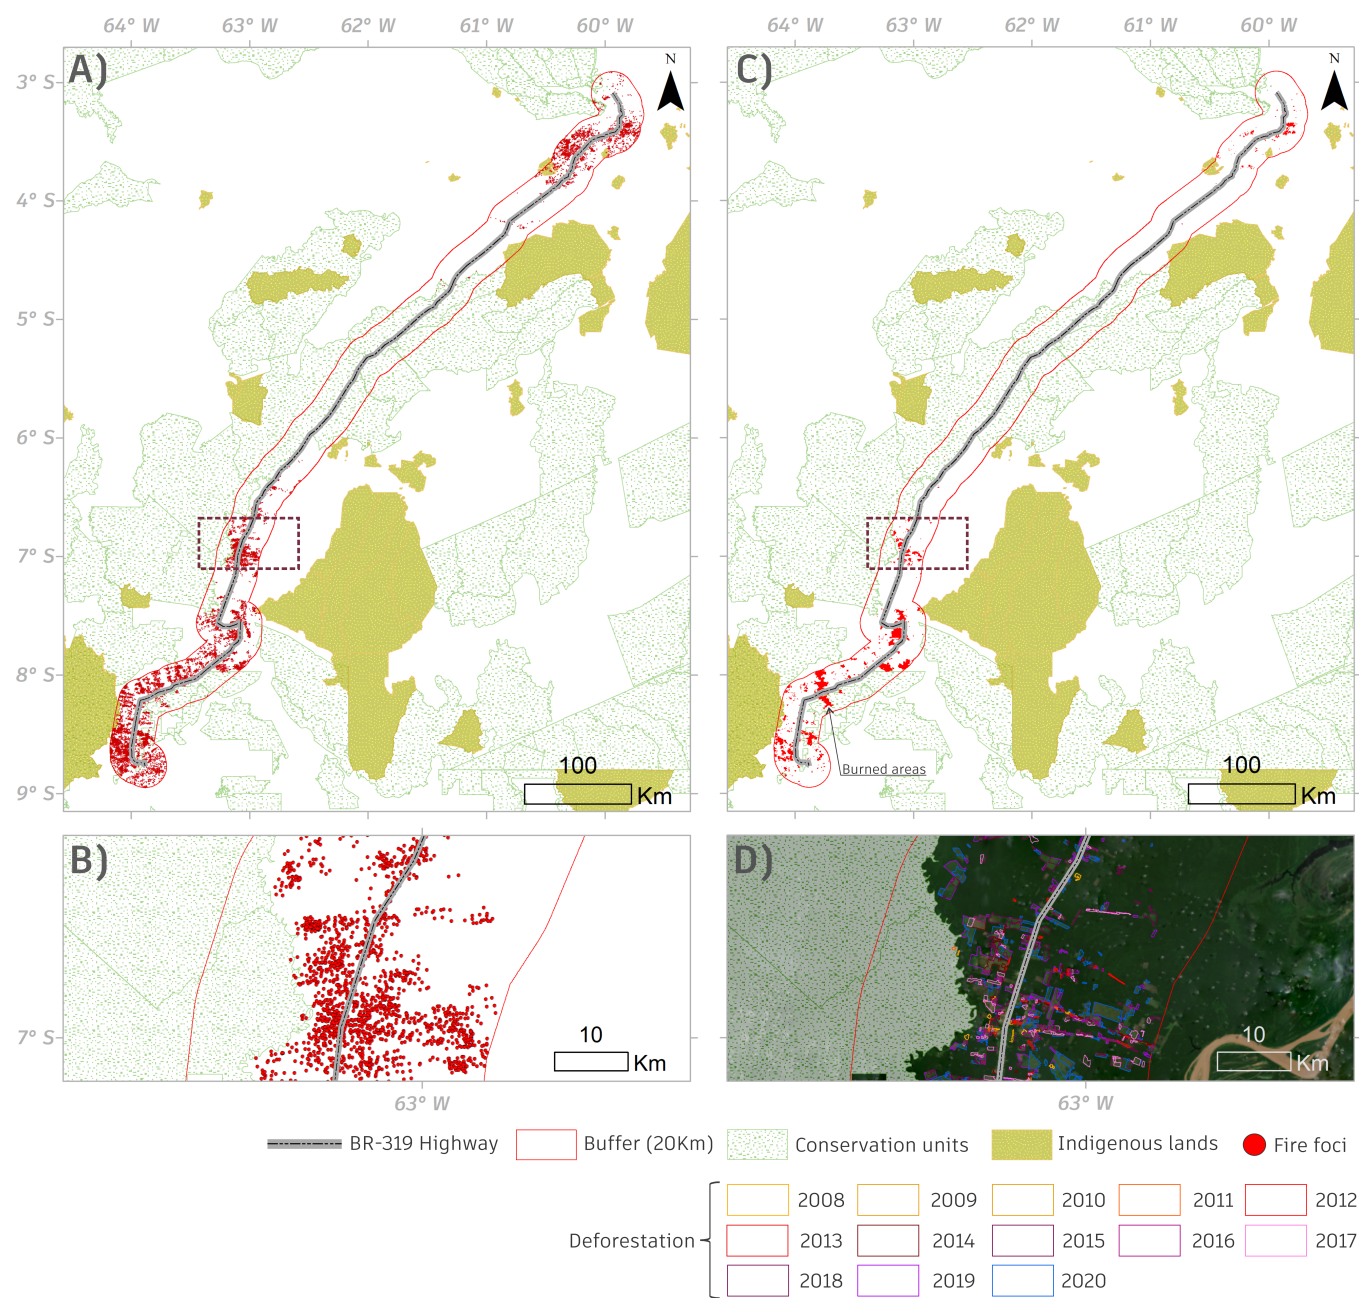 64° W 63° W 62° W 61° W 60° W 64° W 63° W 62° W 61° W 60° W
A) N C) N
3° S
4° S
5° S
6° S
7° S
8° S
9° S
Burned areas
100 Km 100 Km
B) D)
7° S
10 Km 10 Km
63° W 63° W
BR-319 Highway Buffer (20Km) Conservation units Indigenous lands Fire foci
2008 2009 2010 2011 2012
Deforestation 2013 2014 2015 2016 2017
2018 2019 2020